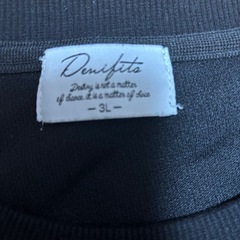 Denifits
Destiny is not a matter
of chance, it is a matter of choice
— 3L —